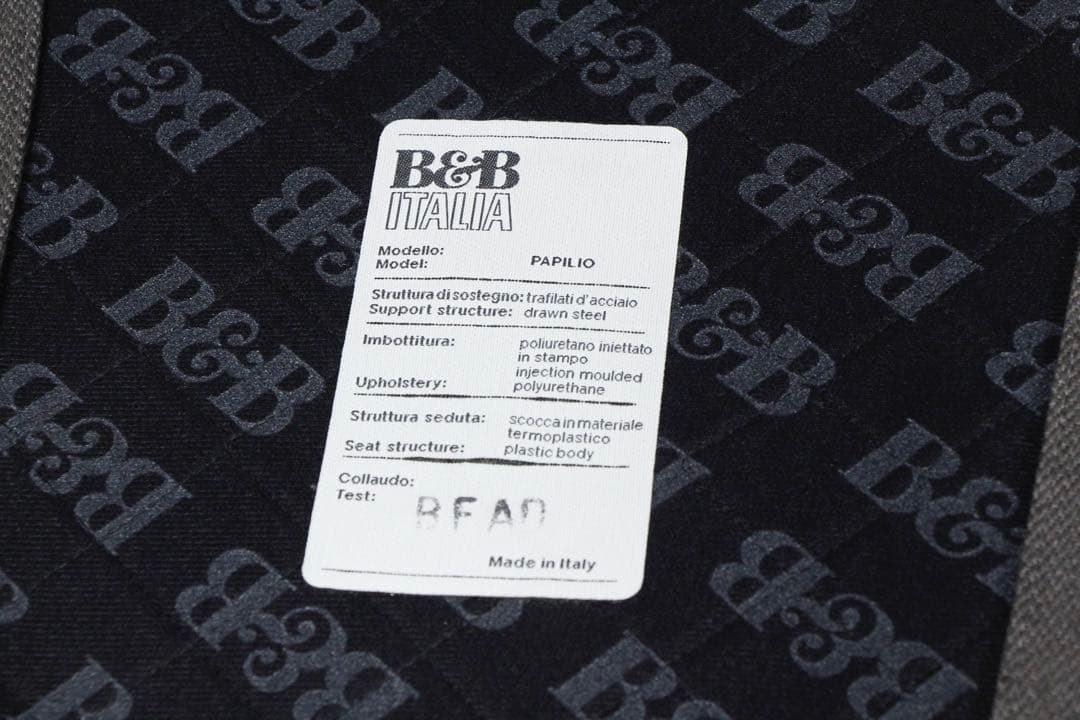 B&B
ITALIA
Modello:
Model: PAPILIO
Struttura di sostegno: trafilati d'acciaio
Support structure: drawn steel
Imbottitura: poliuretano iniettato
in stampo
injection moulded
Upholstery: polyurethane
Struttura seduta: scocca in materiale
termoplastico
Seat structure: plastic body
Collaudo:
Test:
Made in Italy
B&B
B&B
B&B
B&B
B&B
B&B
B&B
B&B
B&B
B&B
B&B